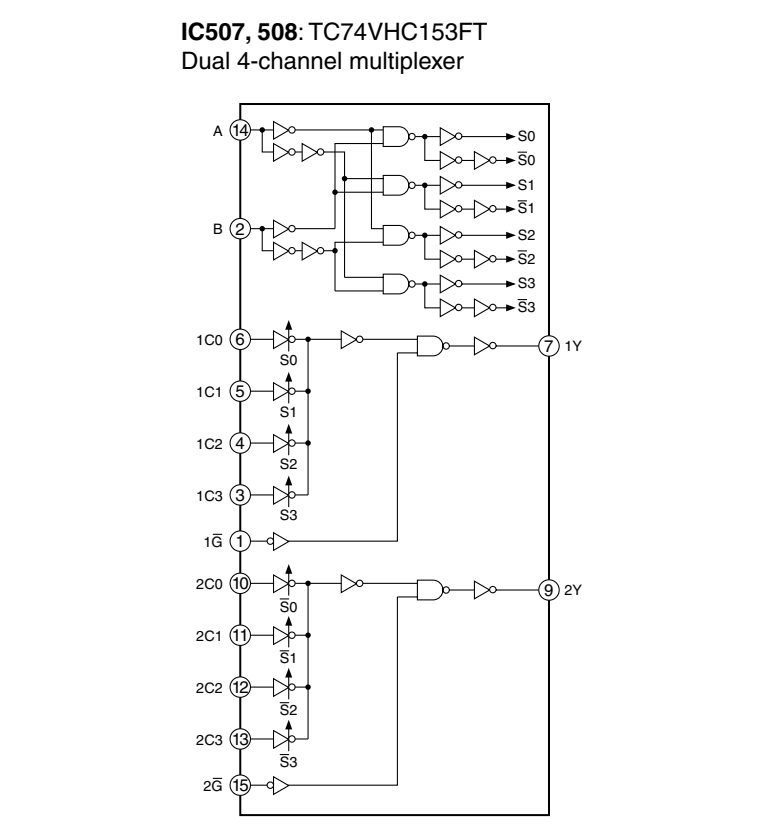 IC507, 508: TC74VHC153FT
Dual 4-channel multiplexer
A 14
S0
S̅0
S1
S̅1
B 2
S2
S̅2
S3
S̅3
1C0 6
7 1Y
S0
1C1 5
S1
1C2 4
S2
1C3 3
S3
1G̅ 1
2C0 10
9 2Y
S̅0
2C1 11
S̅1
2C2 12
S̅2
2C3 13
S̅3
2G̅ 15